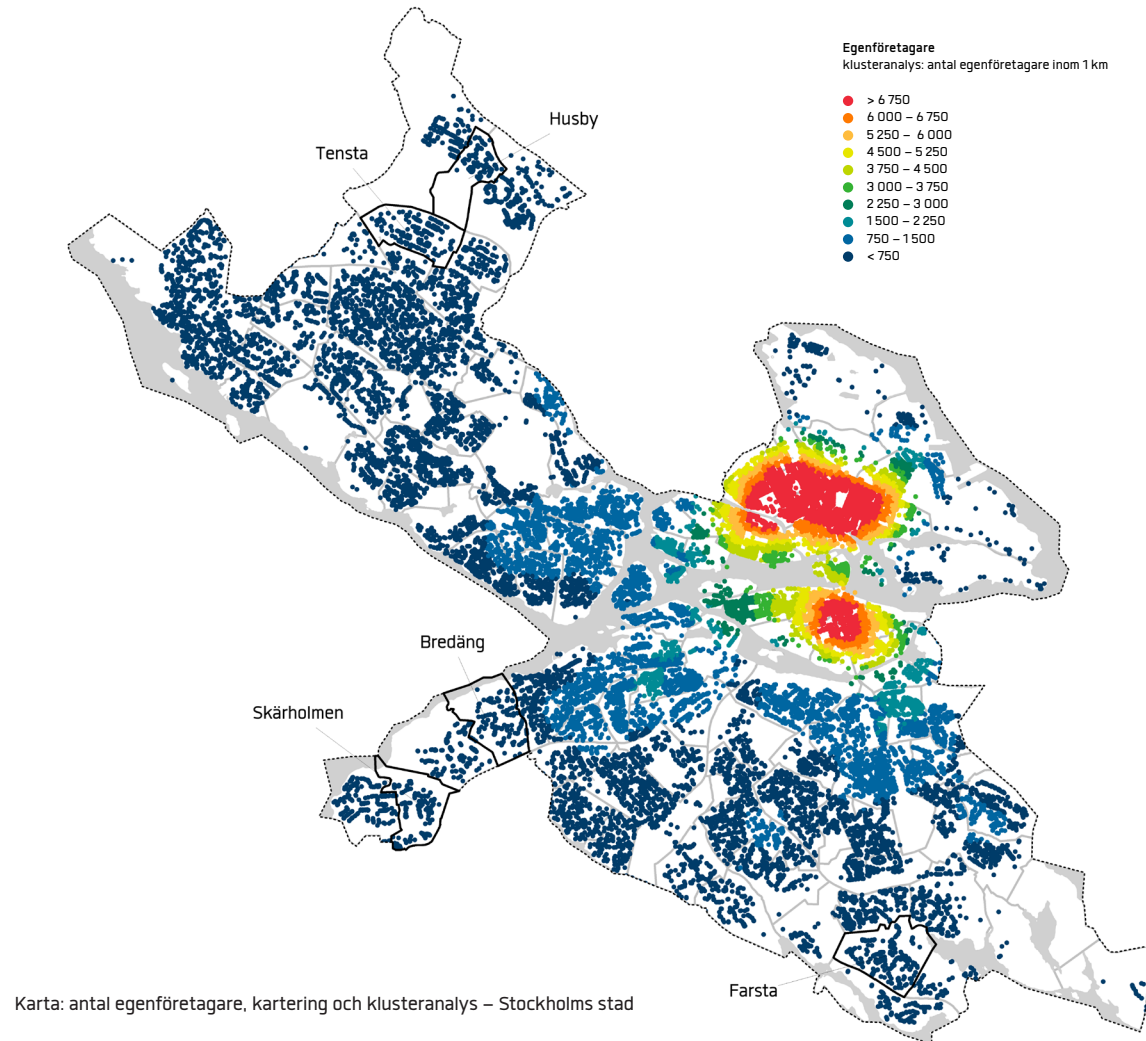 Egenföretagare
klusteranalys: antal egenföretagare inom 1 km
> 6 750
6 000 – 6 750
5 250 – 6 000
4 500 – 5 250
3 750 – 4 500
3 000 – 3 750
2 250 – 3 000
1 500 – 2 250
750 – 1 500
< 750
Husby
Tensta
Bredäng
Skärholmen
Farsta
Karta: antal egenföretagare, kartering och klusteranalys – Stockholms stad